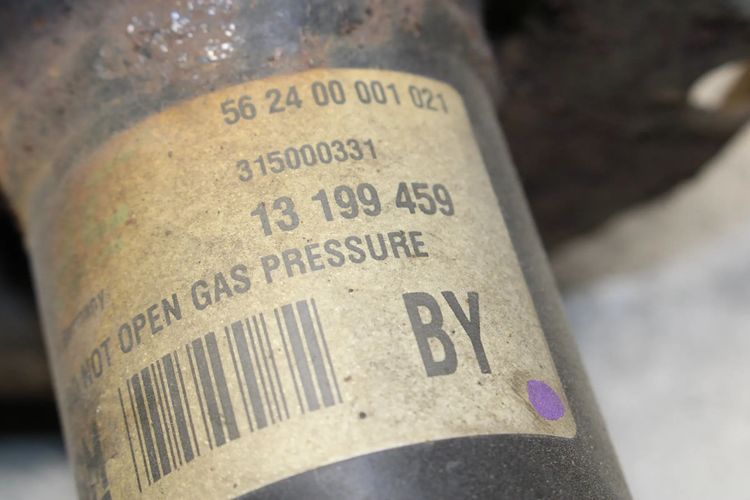 56 24 00 001 021
315000331
13 199 459
NOT OPEN GAS PRESSURE
BY